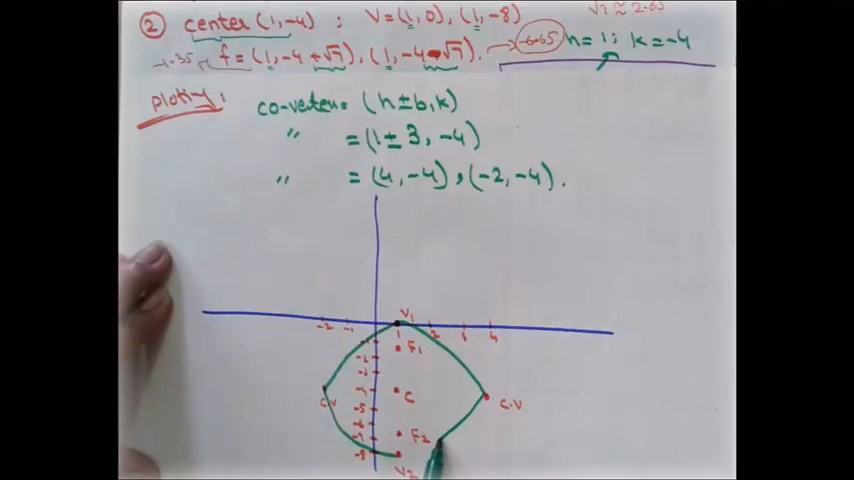 √7 ≈ 2.65
② center (1,-4) ; V = (1,0), (1,-8)
-1.35 f = (1, -4+√7), (1, -4-√7). -6.65 h=1; k=-4
Ploting;
co-vertex = (h±b, k)
" = (1±3, -4)
" = (4,-4), (-2,-4).
V1
-2 -1 1 2 3 4
F1
-2
-3
-4 C
C.V C.V
-5
-6
-7 F2
-8
V2